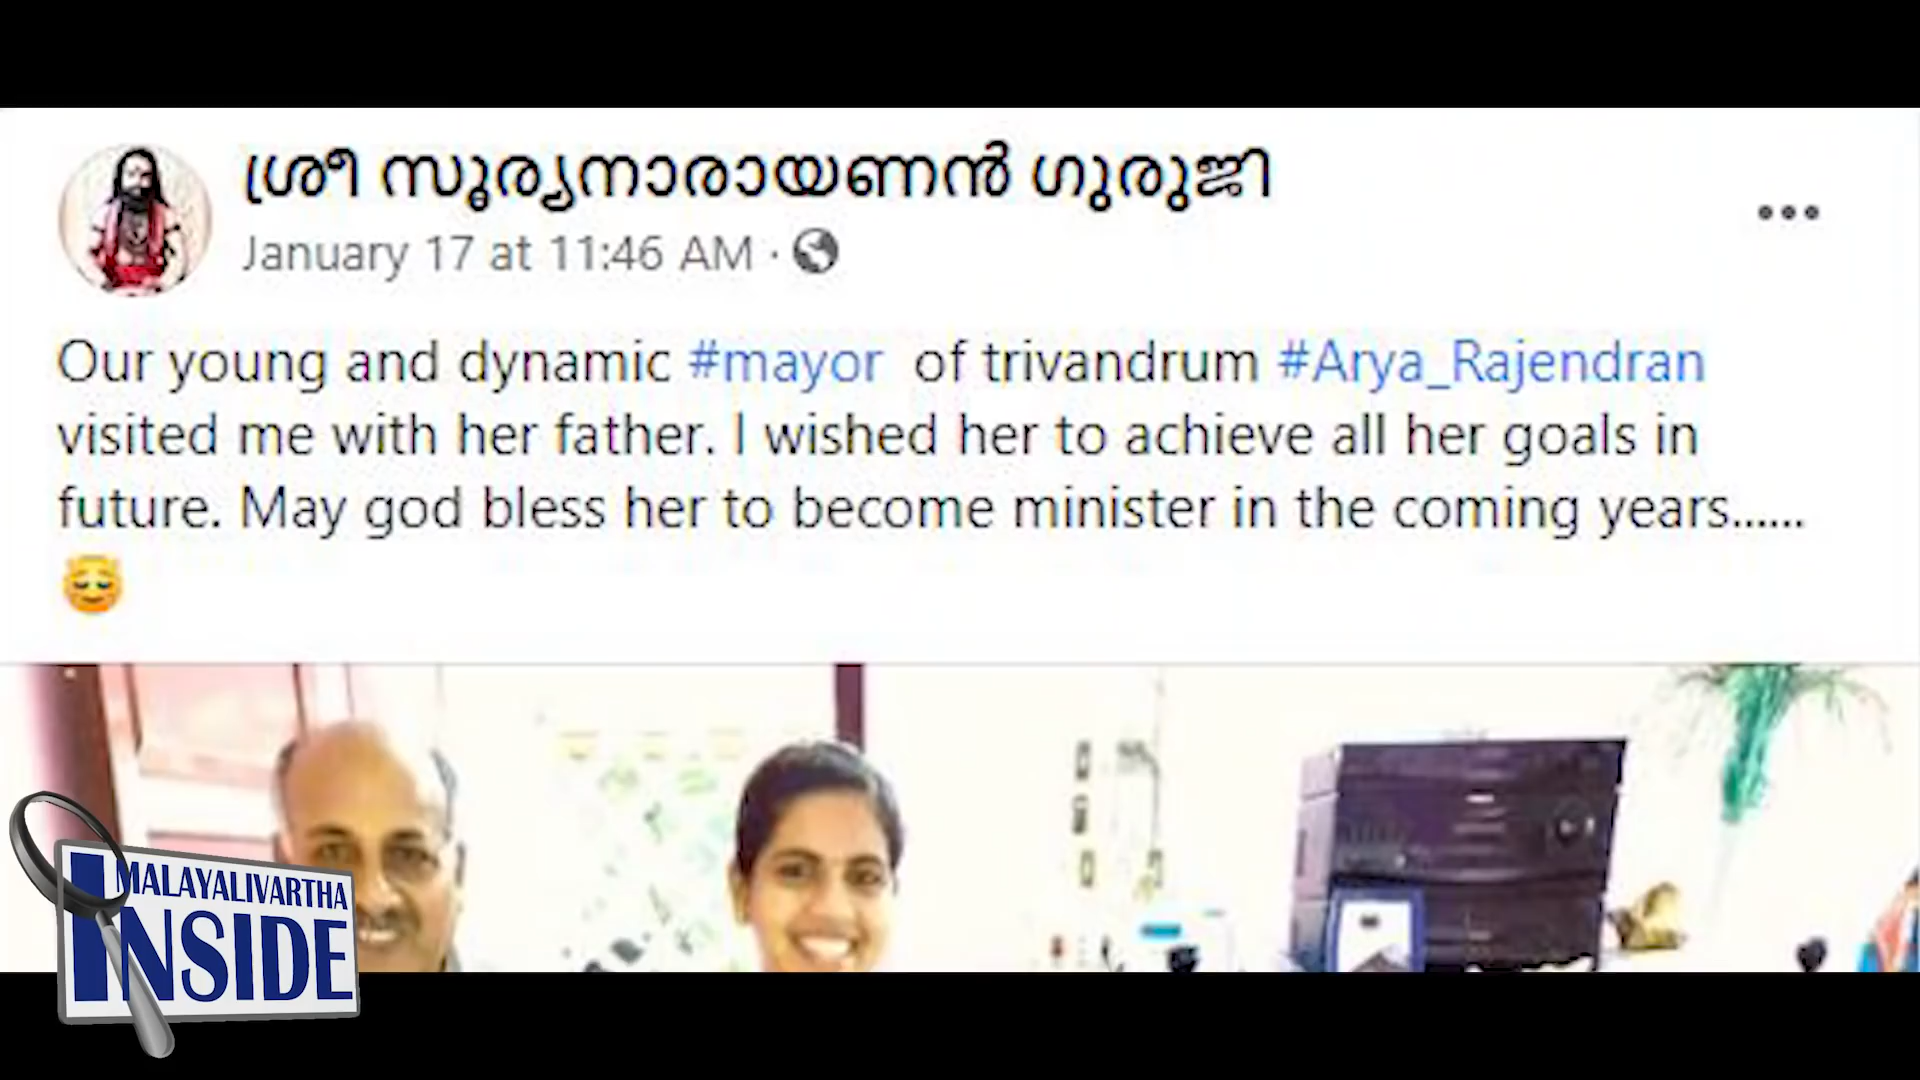 ശ്രീ സൂര്യനാരായണൻ ഗുരുജി
January 17 at 11:46 AM ·
Our young and dynamic #mayor of trivandrum #Arya_Rajendran
visited me with her father. I wished her to achieve all her goals in
future. May god bless her to become minister in the coming years......
😇
MALAYALIVARTHA
INSIDE